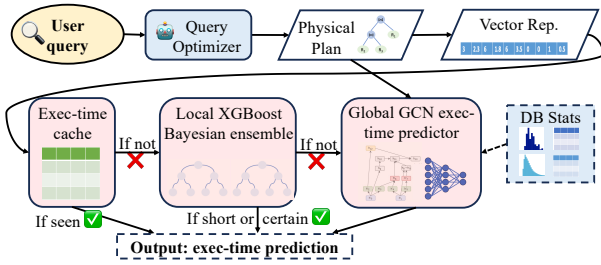 User
query
Query
Optimizer
Physical
Plan
Vector Rep.
Exec-time
cache
If not
Local XGBoost
Bayesian ensemble
If not
Global GCN exec-
time predictor
DB Stats
If seen
If short or certain
Output: exec-time prediction